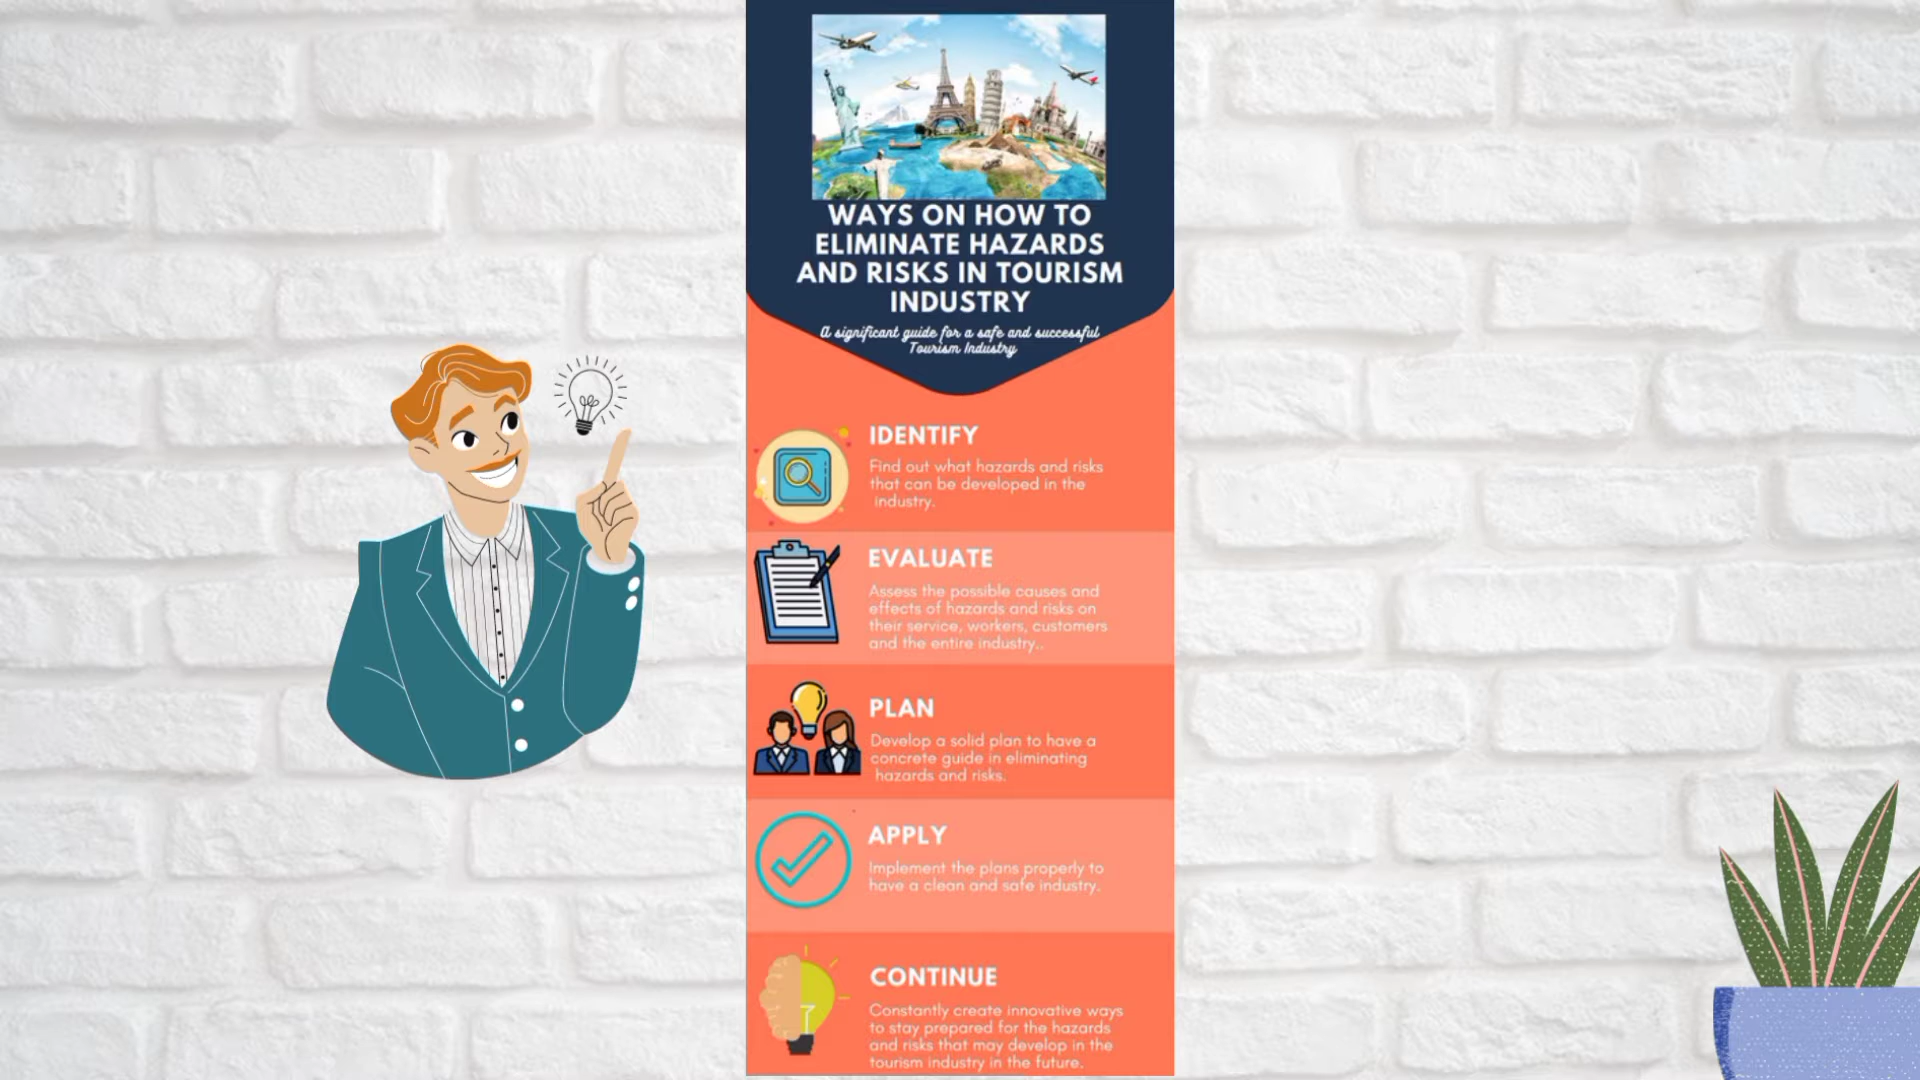 WAYS ON HOW TO
ELIMINATE HAZARDS
AND RISKS IN TOURISM
INDUSTRY
A significant guide for a safe and successful
Tourism Industry
IDENTIFY
Find out what hazards and risks
that can be developed in the
industry.
EVALUATE
Assess the possible causes and
effects of hazards and risks on
their service, workers, customers
and the entire industry..
PLAN
Develop a solid plan to have a
concrete guide in eliminating
hazards and risks.
APPLY
Implement the plans properly to
have a clean and safe industry.
CONTINUE
Constantly create innovative ways
to stay prepared for the hazards
and risks that may develop in the
tourism industry in the future.